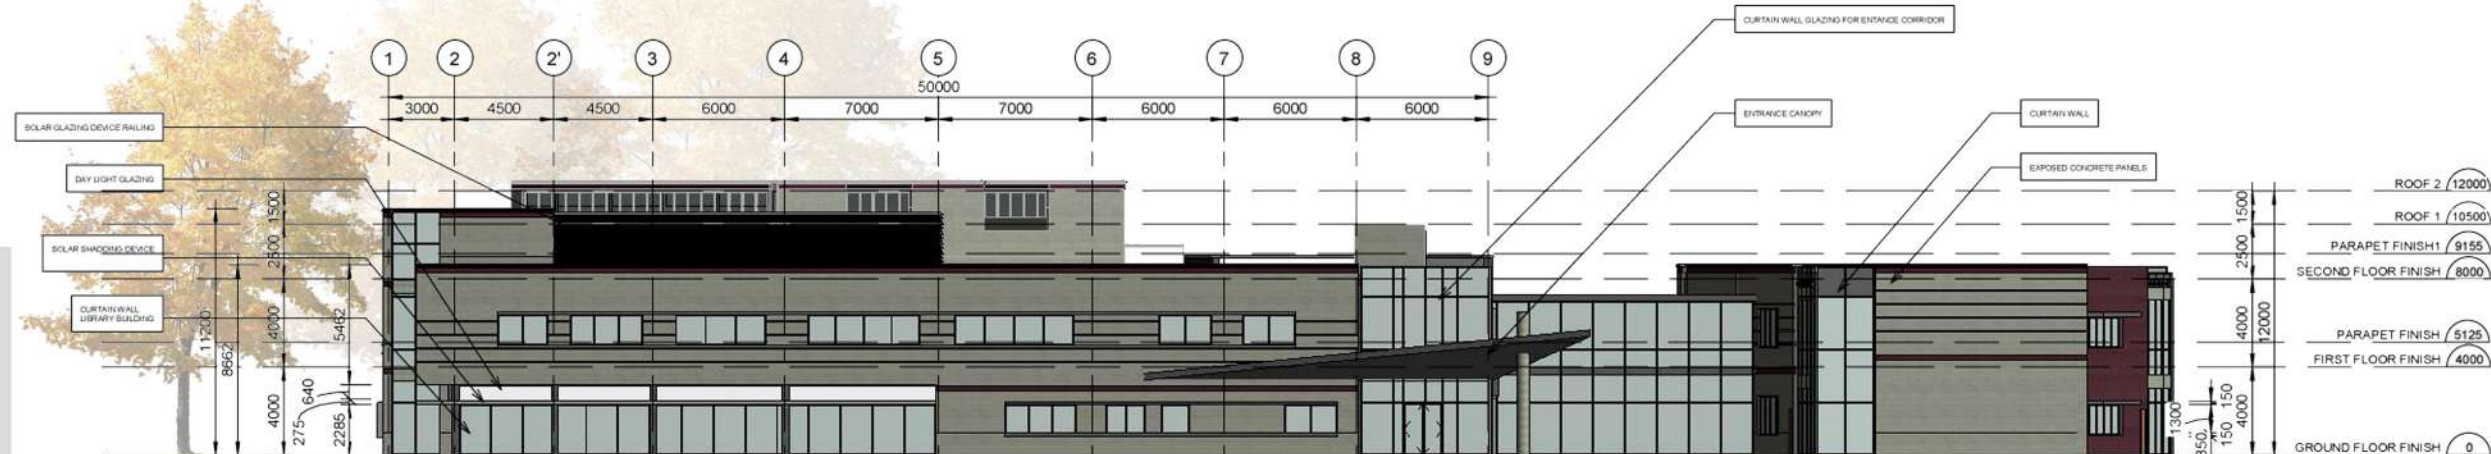 CURTAIN WALL GLAZING FOR ENTANCE CORRIDOR
1 2 2' 3 4 5 6 7 8 9
50000
3000 4500 4500 6000 7000 7000 6000 6000 6000
SOLAR GLAZING DEVICE RAILING
ENTRANCE CANOPY
CURTAIN WALL
DAY LIGHT GLAZING
EXPOSED CONCRETE PANELS
ROOF 2 12000
ROOF 1 10500
SOLAR SHADDING DEVICE
PARAPET FINISH1 9155
SECOND FLOOR FINISH 8000
CURTAIN WALL
LIBRARY BUILDING
PARAPET FINISH 5125
FIRST FLOOR FINISH 4000
GROUND FLOOR FINISH 0
11200
8662
1500
2500
4000
4000
275
640
5462
2285
1300
150
150
1500
2500
4000
4000
12000